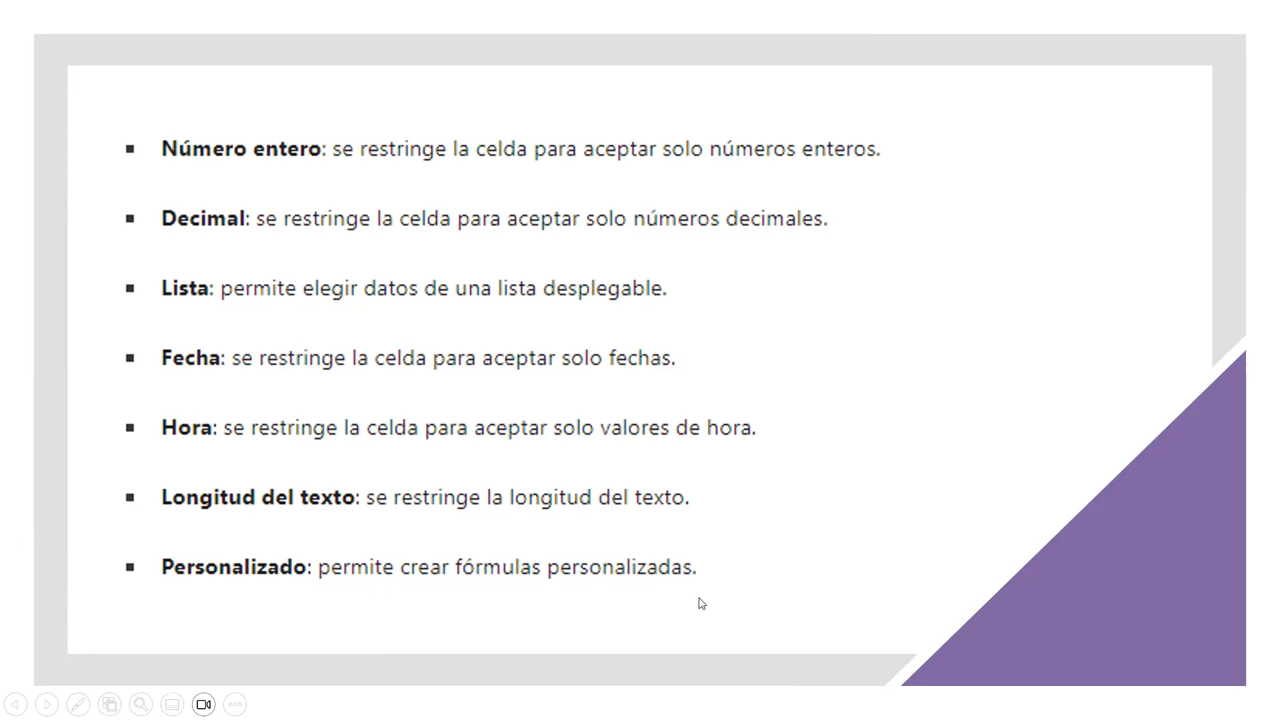 ▪ Número entero: se restringe la celda para aceptar solo números enteros.
▪ Decimal: se restringe la celda para aceptar solo números decimales.
▪ Lista: permite elegir datos de una lista desplegable.
▪ Fecha: se restringe la celda para aceptar solo fechas.
▪ Hora: se restringe la celda para aceptar solo valores de hora.
▪ Longitud del texto: se restringe la longitud del texto.
▪ Personalizado: permite crear fórmulas personalizadas.